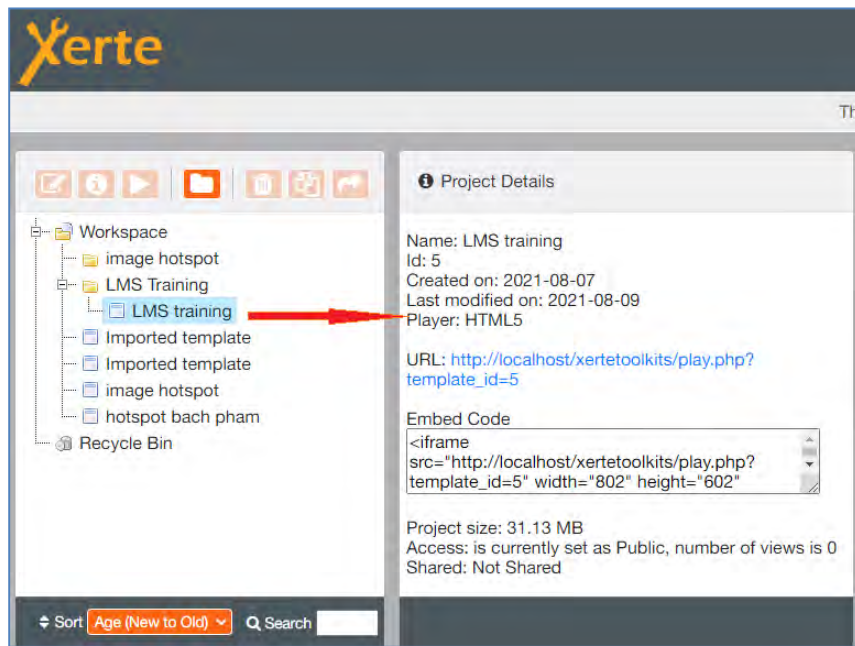 Xerte
Th
Project Details
Workspace
image hotspot
LMS Training
LMS training
Imported template
Imported template
image hotspot
hotspot bach pham
Recycle Bin
Sort Age (New to Old) Search
Name: LMS training
Id: 5
Created on: 2021-08-07
Last modified on: 2021-08-09
Player: HTML5
URL: http://localhost/xertetoolkits/play.php?
template_id=5
Embed Code
<iframe
src="http://localhost/xertetoolkits/play.php?
template_id=5" width="802" height="602"
Project size: 31.13 MB
Access: is currently set as Public, number of views is 0
Shared: Not Shared